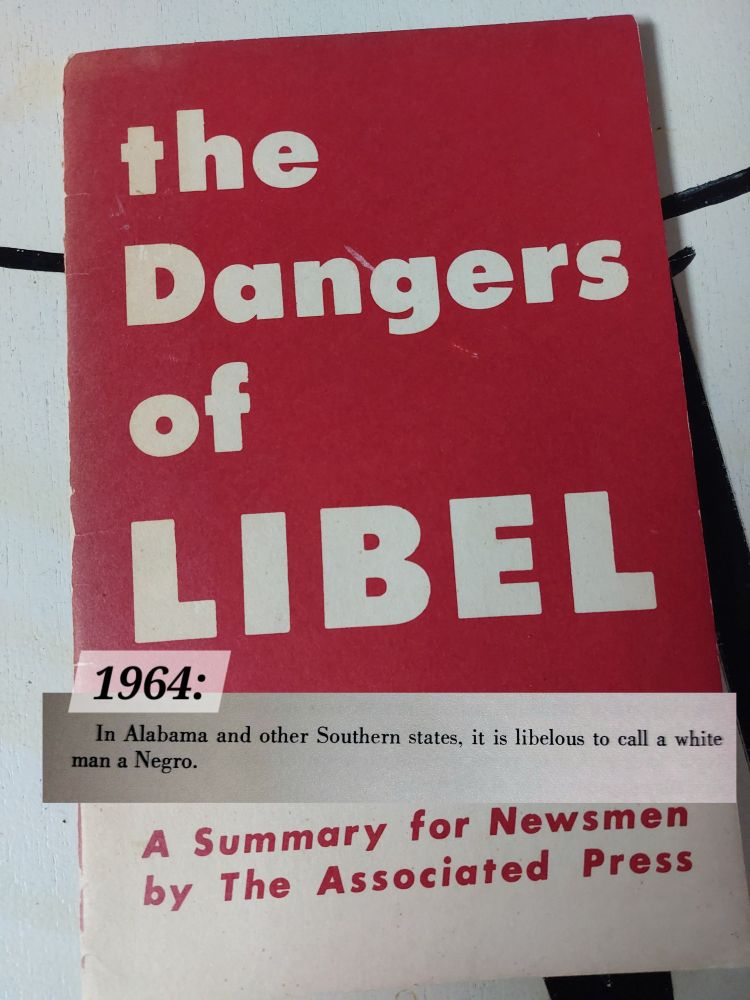 the
Dangers
of
LIBEL
1964:
In Alabama and other Southern states, it is libelous to call a white
man a Negro.
A Summary for Newsmen
by The Associated Press